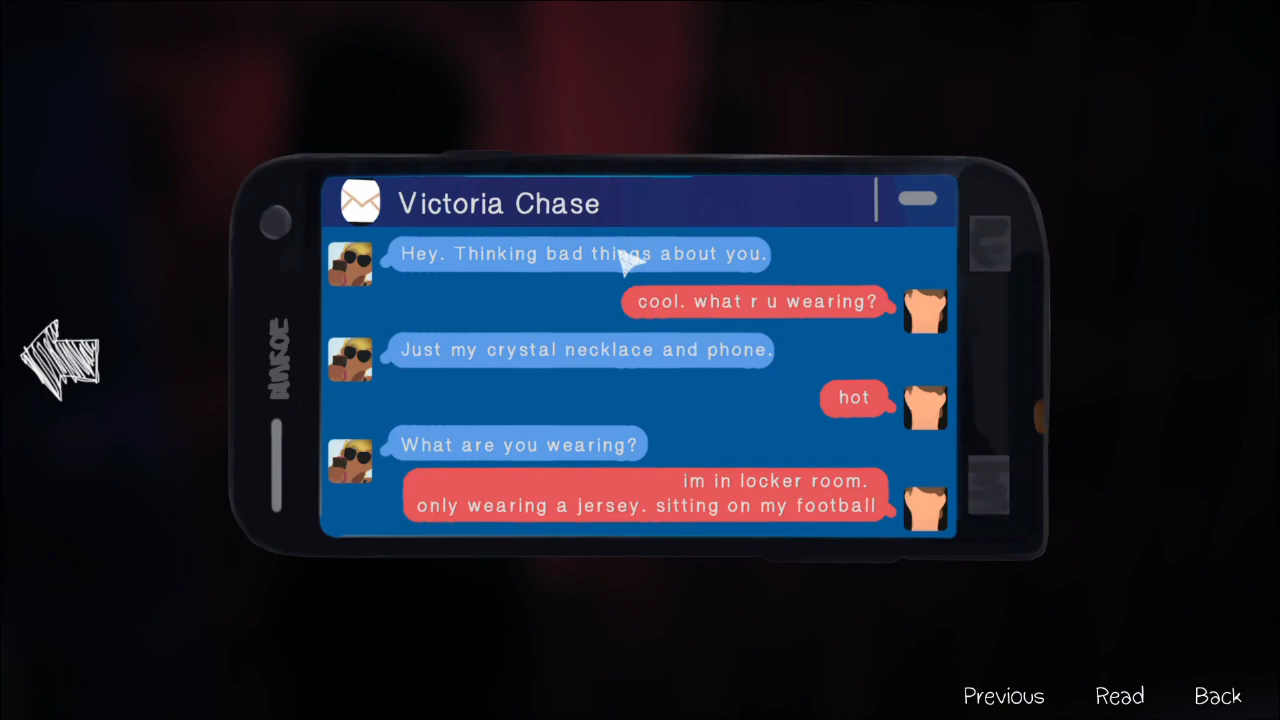 Victoria Chase
Hey. Thinking bad things about you.
cool. what r u wearing?
Just my crystal necklace and phone.
hot
What are you wearing?
im in locker room.
only wearing a jersey. sitting on my football
Previous Read Back